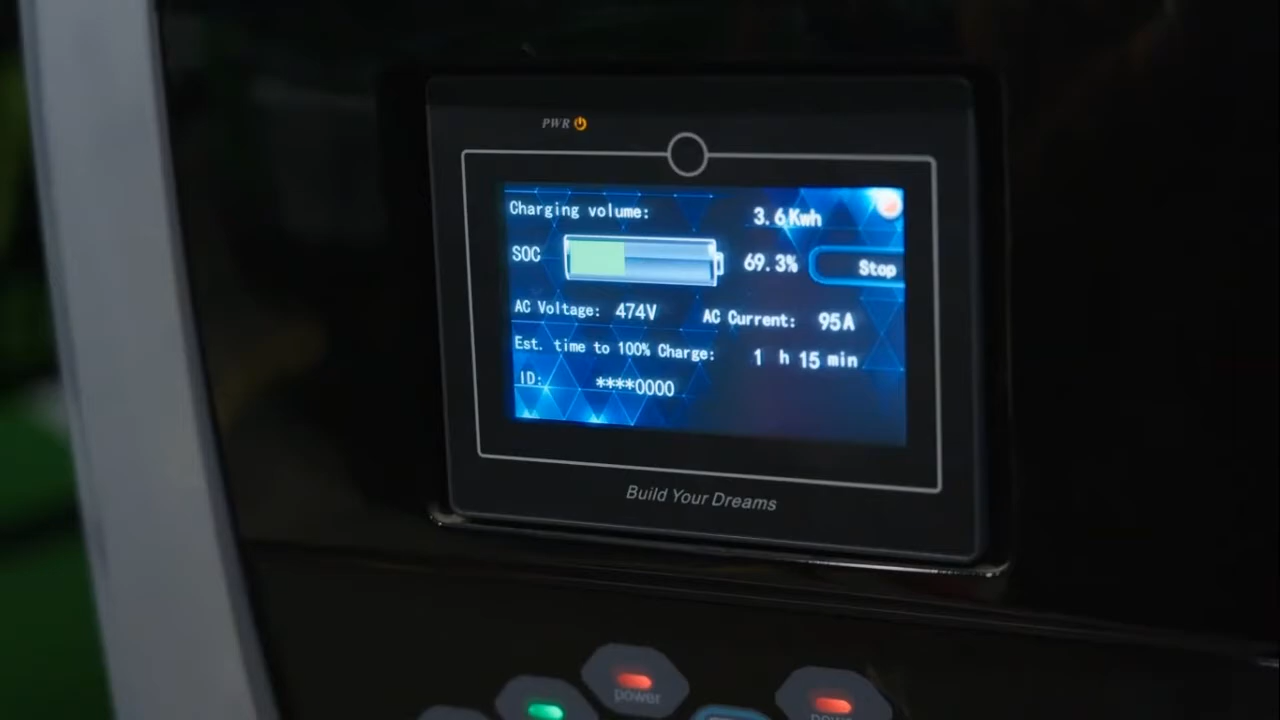 PWR
Charging volume: 3.6Kwh
SOC 69.3% Stop
AC Voltage: 474V AC Current: 95A
Est. time to 100% Charge: 1 h 15 min
ID: ****0000
Build Your Dreams
power